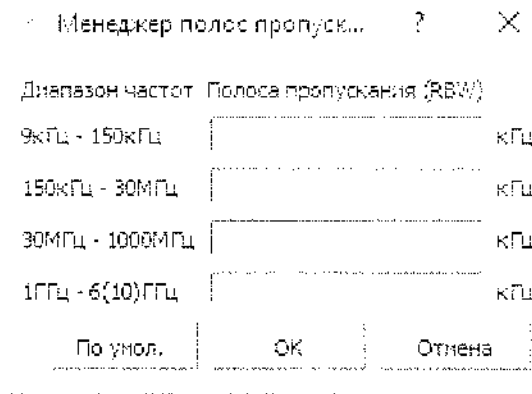 Менеджер полос пропуск... ?
Диапазон частот Полоса пропускания (RBW)
9кГц - 150кГц кГц
150кГц - 30МГц кГц
30МГц - 1000МГц кГц
1ГГц - 6(10)ГГц кГц
По умол. ОК Отмена